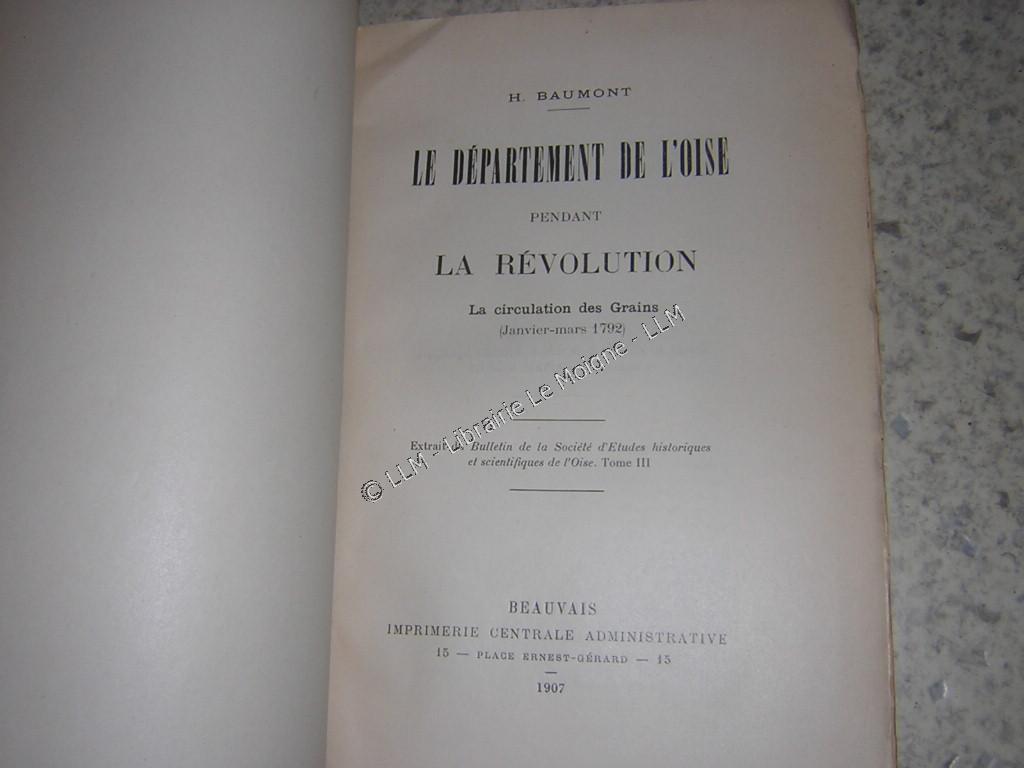 H. BAUMONT
LE DÉPARTEMENT DE L'OISE
PENDANT
LA RÉVOLUTION
La circulation des Grains
(Janvier-mars 1792)
Extrait du Bulletin de la Société d'Etudes historiques
et scientifiques de l'Oise. Tome III
BEAUVAIS
IMPRIMERIE CENTRALE ADMINISTRATIVE
15 — PLACE ERNEST-GÉRARD — 15
1907
© LLM - Librairie Le Moigne - LLM